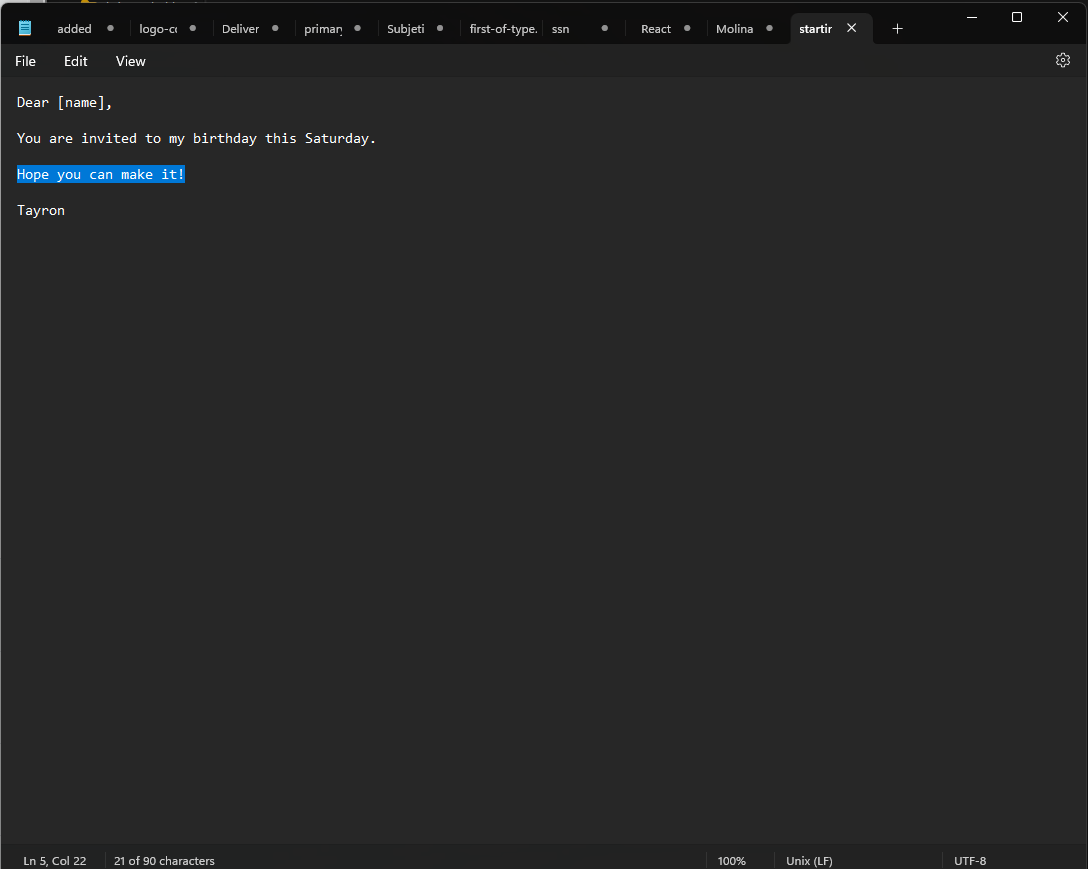 added
logo-co
Deliver
primary
Subjeti
first-of-type.
ssn
React
Molina
startir
File
Edit
View
Dear [name],
You are invited to my birthday this Saturday.
Hope you can make it!
Tayron
Ln 5, Col 22
21 of 90 characters
100%
Unix (LF)
UTF-8